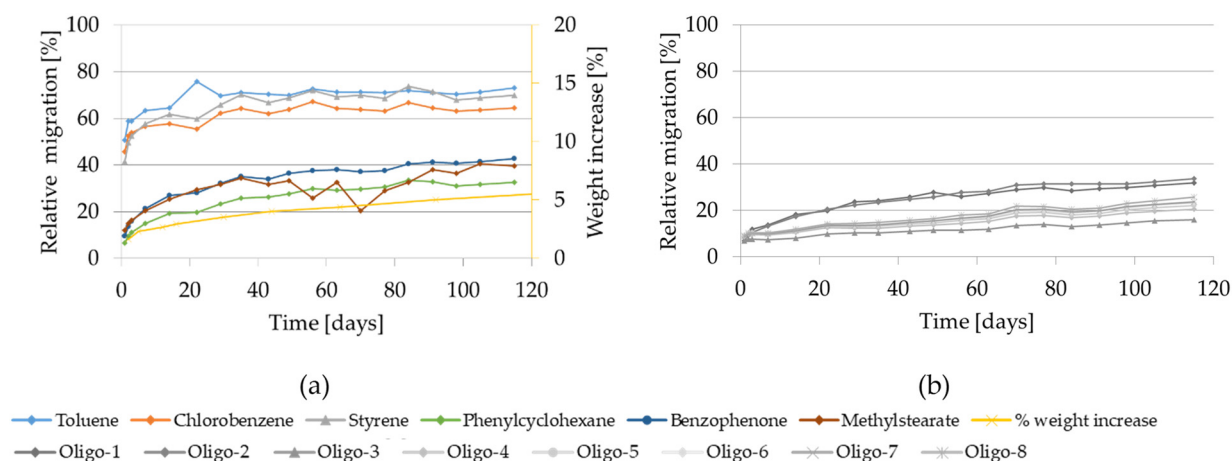 100
80
60
40
20
0
Relative migration [%]
20
15
10
5
0
Weight increase [%]
0 20 40 60 80 100 120
Time [days]
(a)
100
80
60
40
20
0
Relative migration [%]
0 20 40 60 80 100 120
Time [days]
(b)
Toluene Chlorobenzene Styrene Phenylcyclohexane Benzophenone Methylstearate % weight increase
Oligo-1 Oligo-2 Oligo-3 Oligo-4 Oligo-5 Oligo-6 Oligo-7 Oligo-8